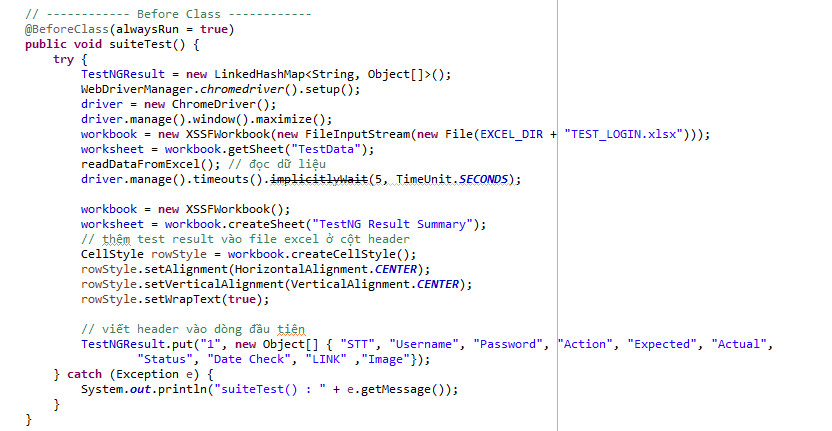 // ------------ Before Class ------------
@BeforeClass(alwaysRun = true)
public void suiteTest() {
    try {
        TestNGResult = new LinkedHashMap<String, Object[]>();
        WebDriverManager.chromedriver().setup();
        driver = new ChromeDriver();
        driver.manage().window().maximize();
        workbook = new XSSFWorkbook(new FileInputStream(new File(EXCEL_DIR + "TEST_LOGIN.xlsx")));
        worksheet = workbook.getSheet("TestData");
        readDataFromExcel(); // đọc dữ liệu
        driver.manage().timeouts().implicitlyWait(5, TimeUnit.SECONDS);

        workbook = new XSSFWorkbook();
        worksheet = workbook.createSheet("TestNG Result Summary");
        // thêm test result vào file excel ở cột header
        CellStyle rowStyle = workbook.createCellStyle();
        rowStyle.setAlignment(HorizontalAlignment.CENTER);
        rowStyle.setVerticalAlignment(VerticalAlignment.CENTER);
        rowStyle.setWrapText(true);

        // viết header vào dòng đầu tiên
        TestNGResult.put("1", new Object[] { "STT", "Username", "Password", "Action", "Expected", "Actual",
                "Status", "Date Check", "LINK" ,"Image"});
    } catch (Exception e) {
        System.out.println("suiteTest() : " + e.getMessage());
    }
}